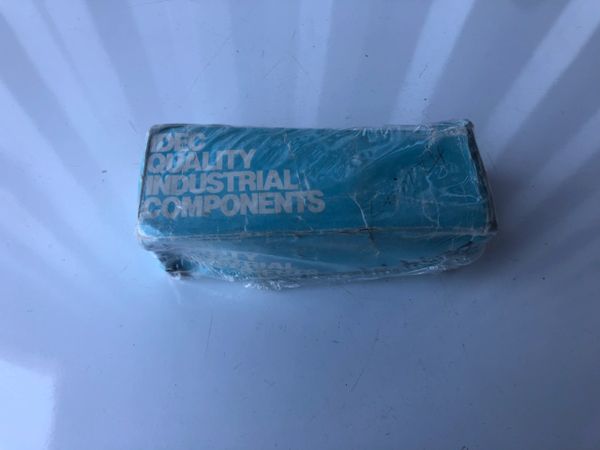 IDEC
QUALITY
INDUSTRIAL
COMPONENTS